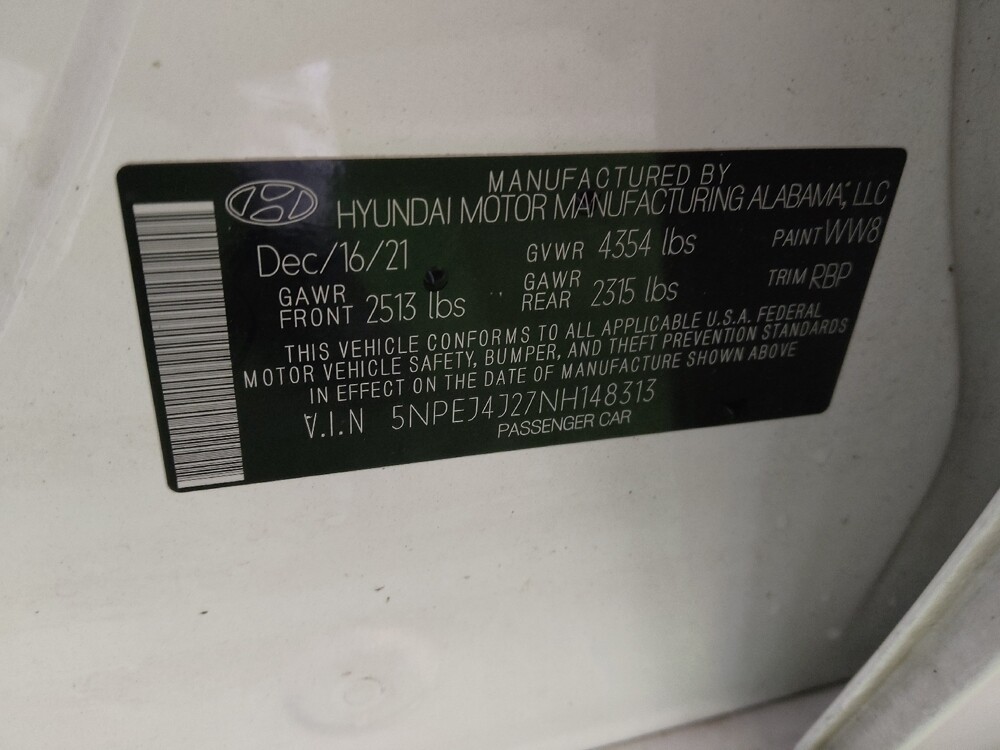 MANUFACTURED BY
HYUNDAI MOTOR MANUFACTURING ALABAMA, LLC
Dec/16/21 GVWR 4354 lbs PAINT WW8
GAWR FRONT 2513 lbs GAWR REAR 2315 lbs TRIM RBP
THIS VEHICLE CONFORMS TO ALL APPLICABLE U.S.A. FEDERAL
MOTOR VEHICLE SAFETY, BUMPER, AND THEFT PREVENTION STANDARDS
IN EFFECT ON THE DATE OF MANUFACTURE SHOWN ABOVE
V.I.N 5NPEJ4J27NH148313
PASSENGER CAR